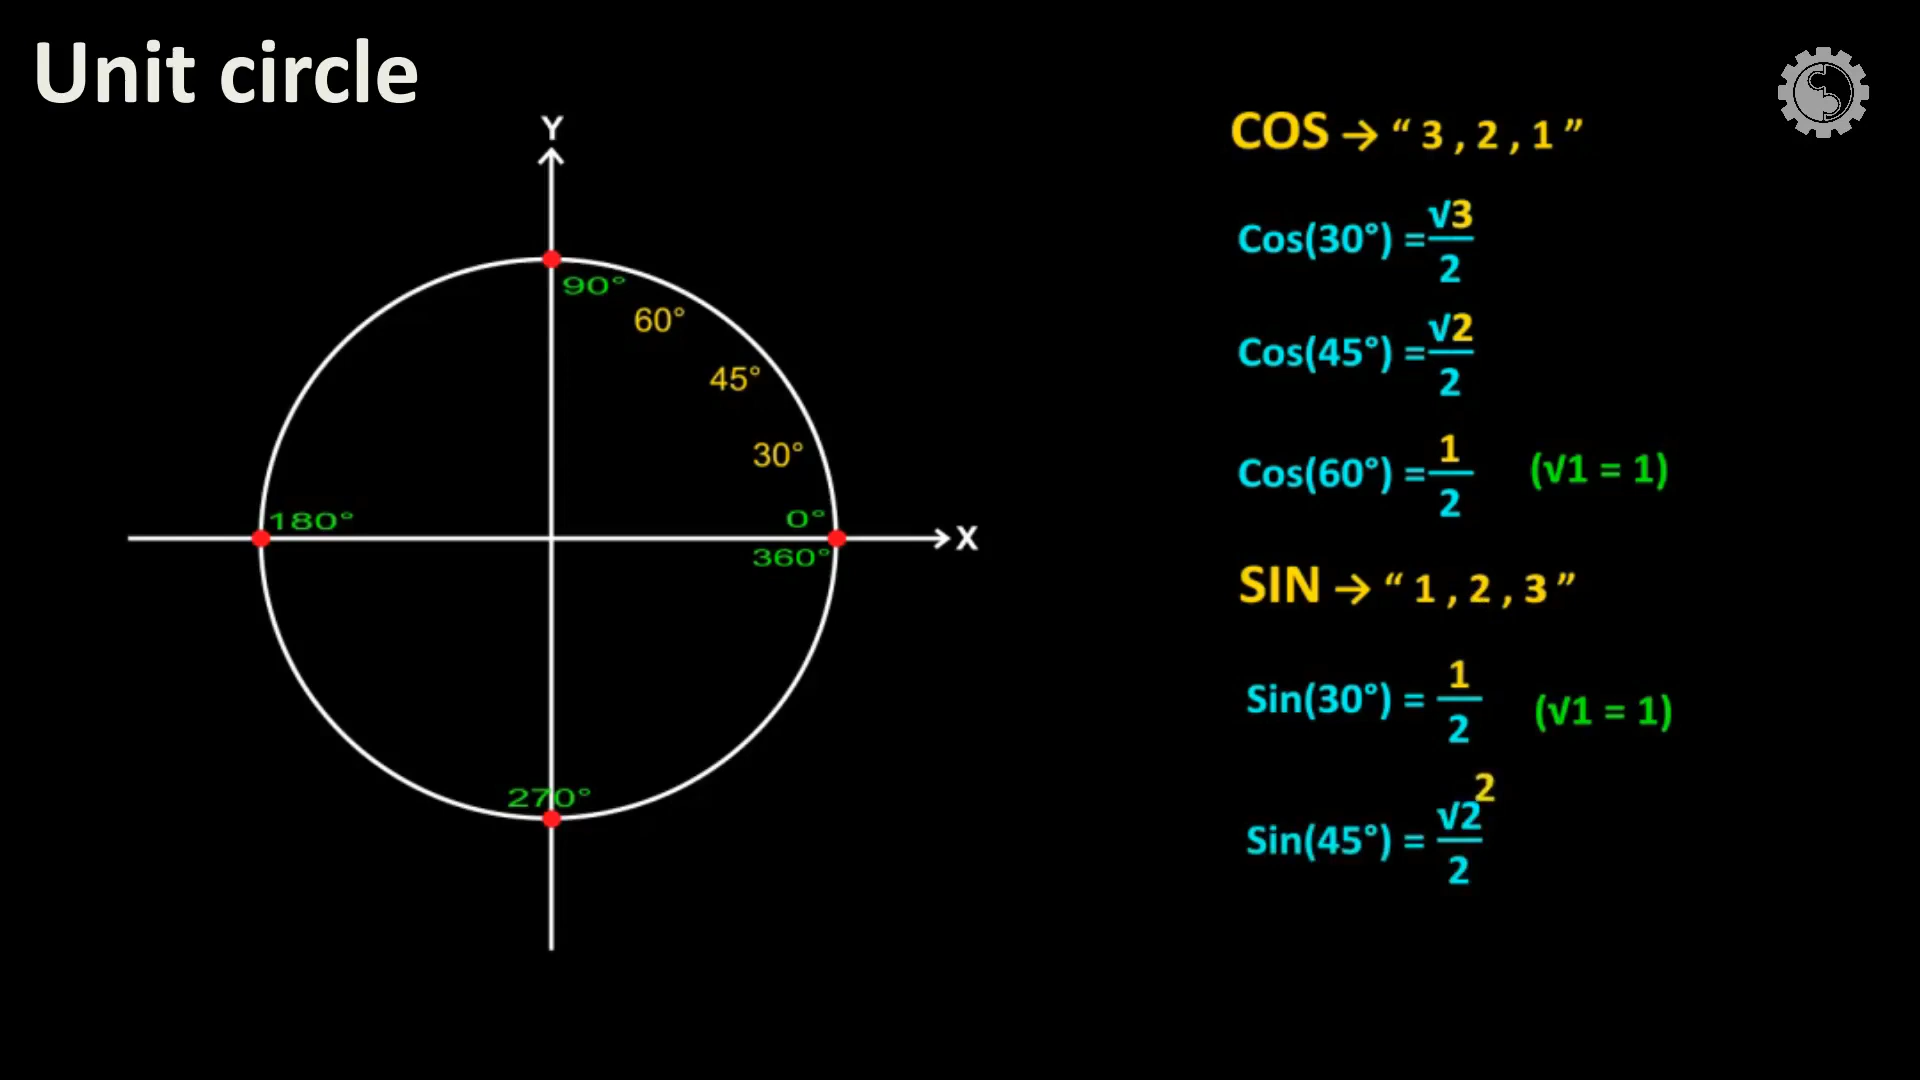 Unit circle
Y
90°
60°
45°
30°
180°
0°
X
360°
270°
COS → “ 3 , 2 , 1 ”
Cos(30°) = √3/2
Cos(45°) = √2/2
Cos(60°) = 1/2 (√1 = 1)
SIN → “ 1 , 2 , 3 ”
Sin(30°) = 1/2 (√1 = 1)
2
Sin(45°) = √2/2